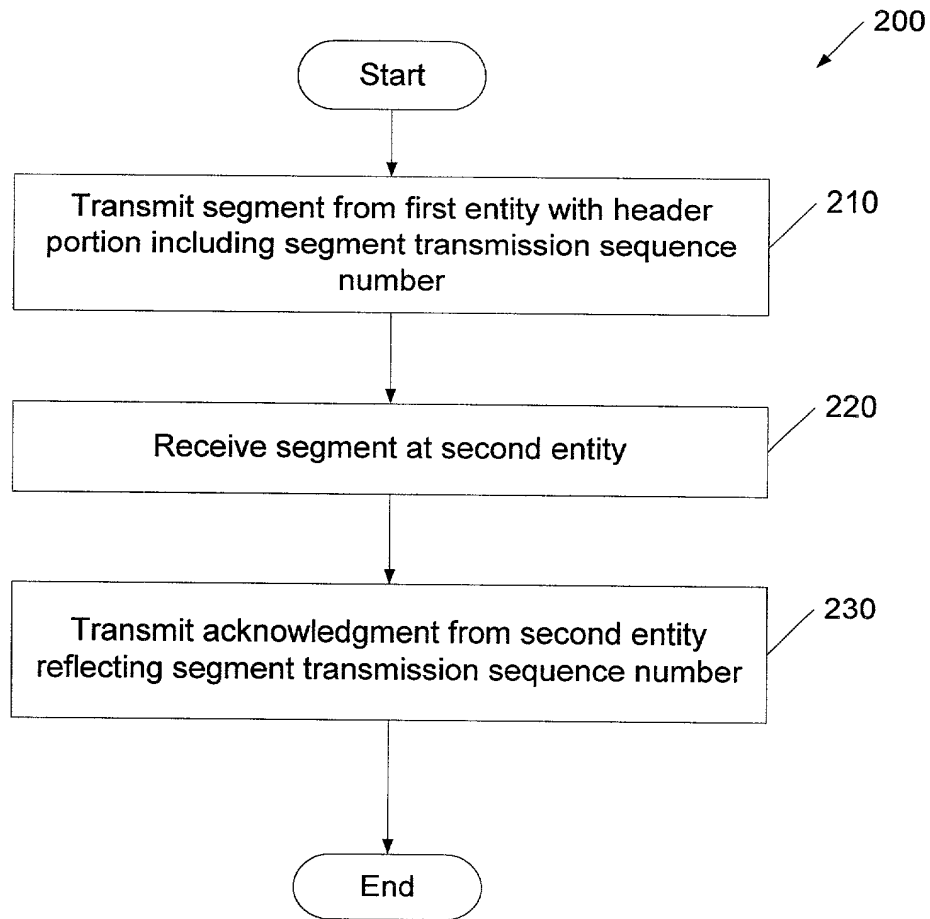 200
Start
Transmit segment from first entity with header
portion including segment transmission sequence
number
210
Receive segment at second entity
220
Transmit acknowledgment from second entity
reflecting segment transmission sequence number
230
End